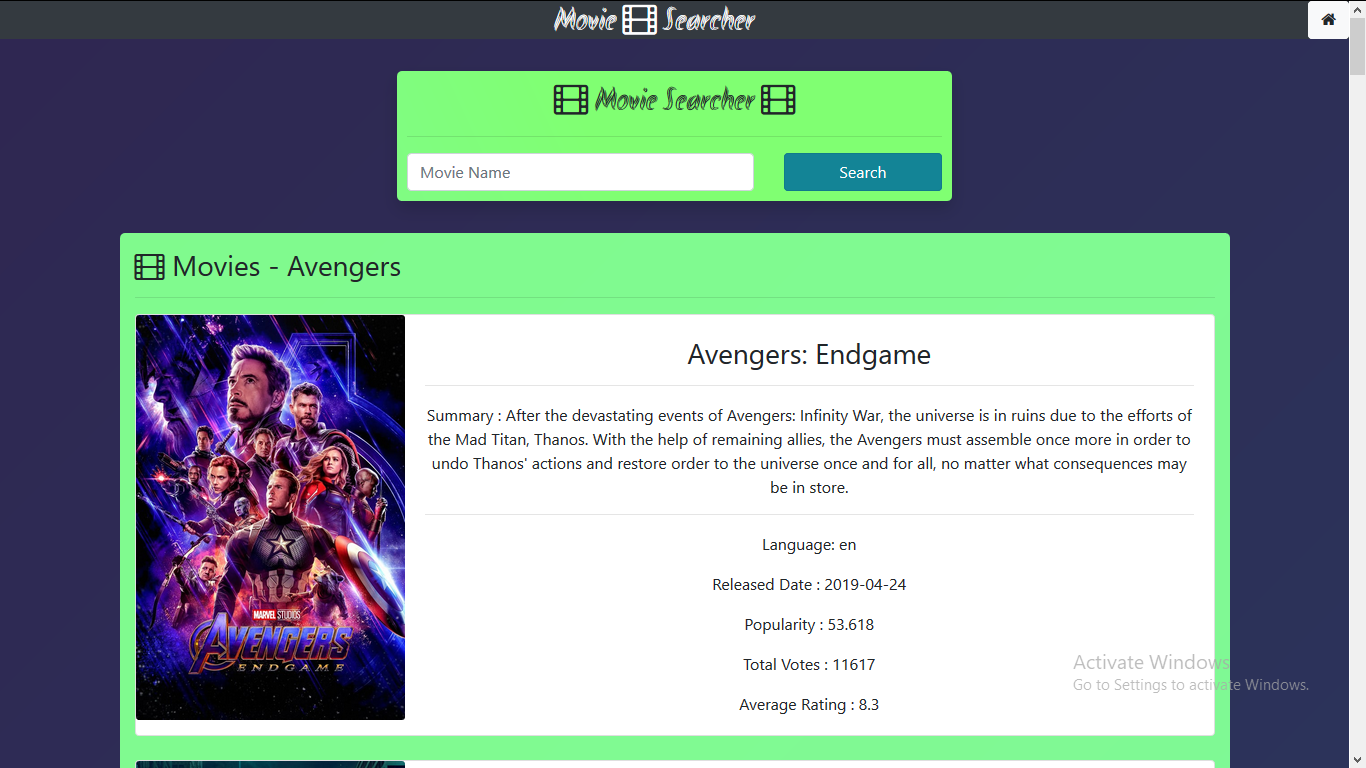 Movie Searcher
Movie Searcher
Movie Name
Search
Movies - Avengers
Avengers: Endgame
Summary : After the devastating events of Avengers: Infinity War, the universe is in ruins due to the efforts of
the Mad Titan, Thanos. With the help of remaining allies, the Avengers must assemble once more in order to
undo Thanos' actions and restore order to the universe once and for all, no matter what consequences may
be in store.
Language: en
Released Date : 2019-04-24
Popularity : 53.618
Total Votes : 11617
Average Rating : 8.3
MARVEL STUDIOS
AVENGERS
ENDGAME
Activate Windows
Go to Settings to activate Windows.